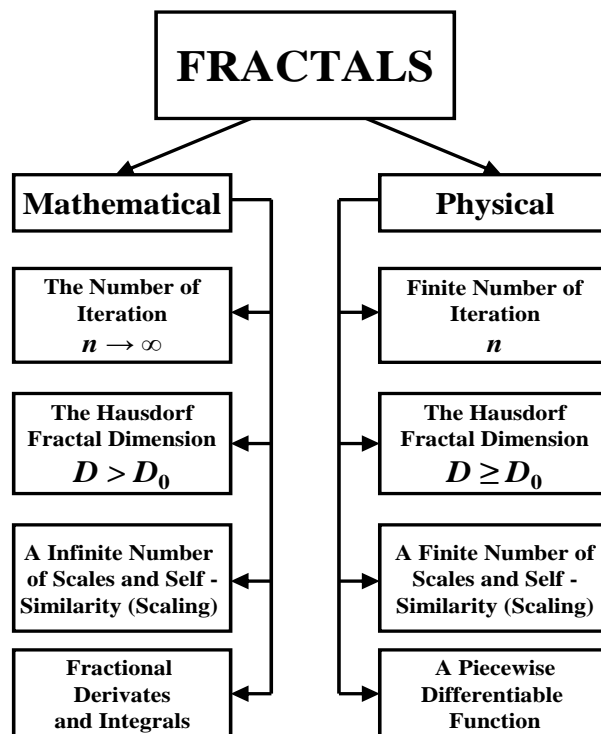 FRACTALS
Mathematical
The Number of
Iteration
n → ∞
The Hausdorf
Fractal Dimension
D > D₀
A Infinite Number
of Scales and Self -
Similarity (Scaling)
Fractional
Derivates
and Integrals
Physical
Finite Number of
Iteration
n
The Hausdorf
Fractal Dimension
D ≥ D₀
A Finite Number of
Scales and Self -
Similarity (Scaling)
A Piecewise
Differentiable
Function